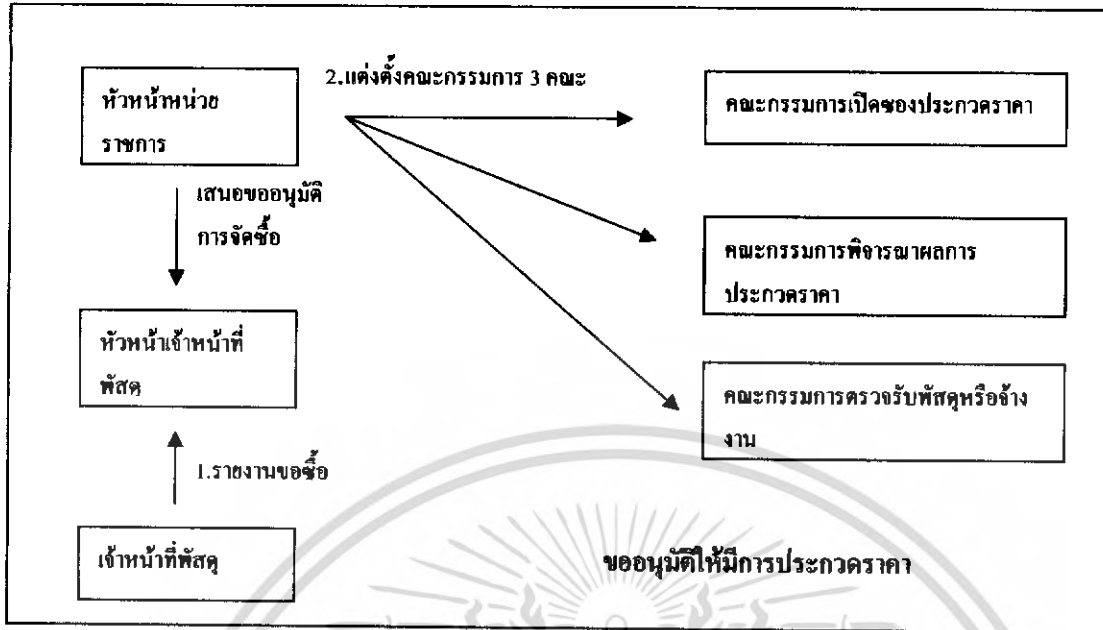 2.แต่งตั้งคณะกรรมการ 3 คณะ
หัวหน้าหน่วย
ราชการ
คณะกรรมการเปิดซองประกวดราคา
เสนอขออนุมัติ
การจัดซื้อ
คณะกรรมการพิจารณาผลการ
ประกวดราคา
หัวหน้าเจ้าหน้าที่
พัสดุ
คณะกรรมการตรวจรับพัสดุหรือจ้าง
งาน
1.รายงานขอซื้อ
เจ้าหน้าที่พัสดุ
ขออนุมัติให้มีการประกวดราคา